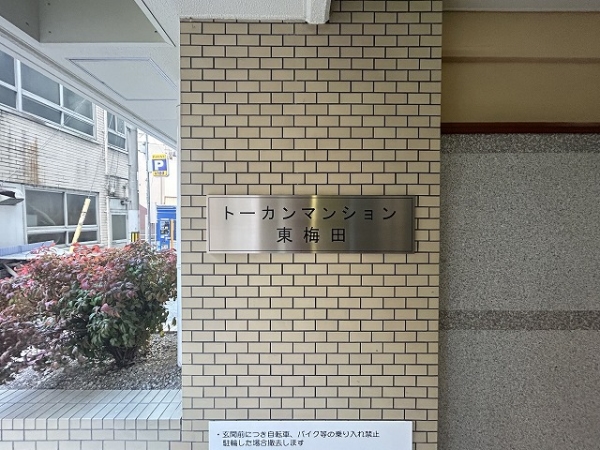 トーカンマンション
東梅田
P
・玄関前につき自転車、バイク等の乗り入れ禁止
駐輪した場合撤去します